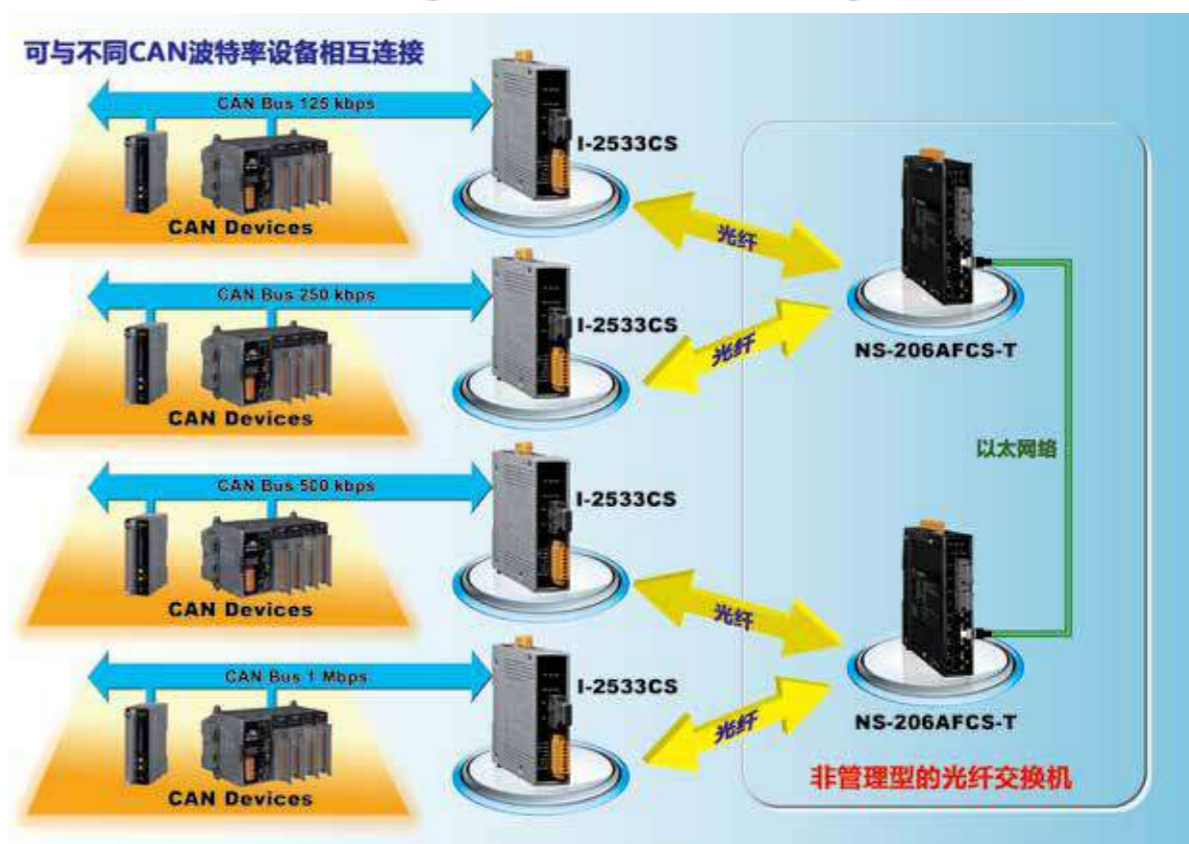 可与不同CAN波特率设备相互连接
CAN Bus 125 kbps
I-2533CS
CAN Devices
光纤
CAN Bus 250 kbps
I-2533CS
光纤
NS-206AFCS-T
CAN Devices
以太网络
CAN Bus 500 kbps
I-2533CS
CAN Devices
光纤
CAN Bus 1 Mbps
I-2533CS
光纤
NS-206AFCS-T
非管理型的光纤交换机
CAN Devices